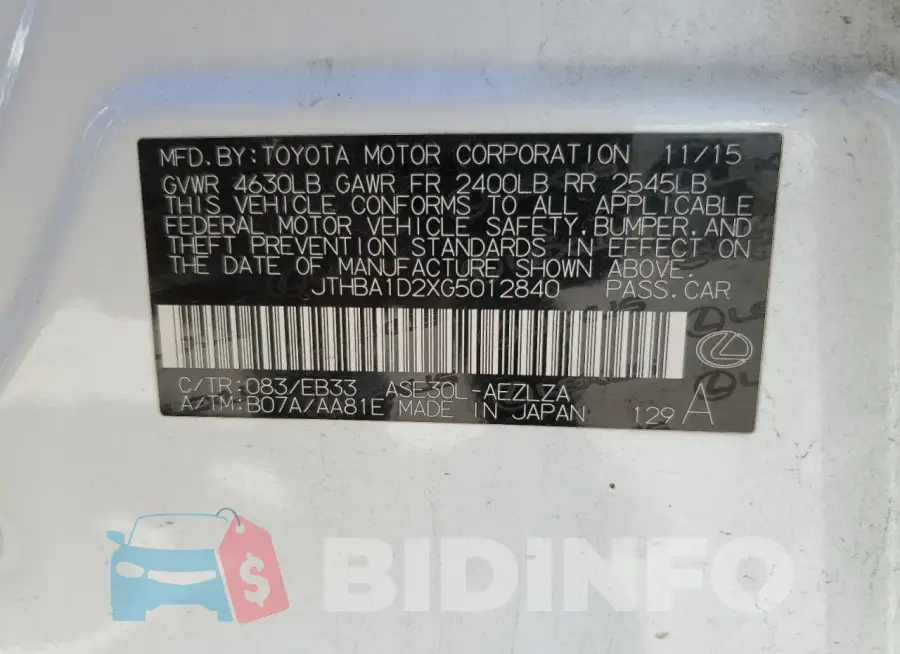 MFD.BY:TOYOTA MOTOR CORPORATION 11/15
GVWR 4630LB GAWR FR 2400LB RR 2545LB
THIS VEHICLE CONFORMS TO ALL APPLICABLE
FEDERAL MOTOR VEHICLE SAFETY,BUMPER,AND
THEFT PREVENTION STANDARDS IN EFFECT ON
THE DATE OF MANUFACTURE SHOWN ABOVE.
JTHBA1D2XG5012840 PASS.CAR
C/TR:083/EB33 ASE30L-AEZLZA
A/TM:B07A/AA81E MADE IN JAPAN 129 A
$ BIDINFO